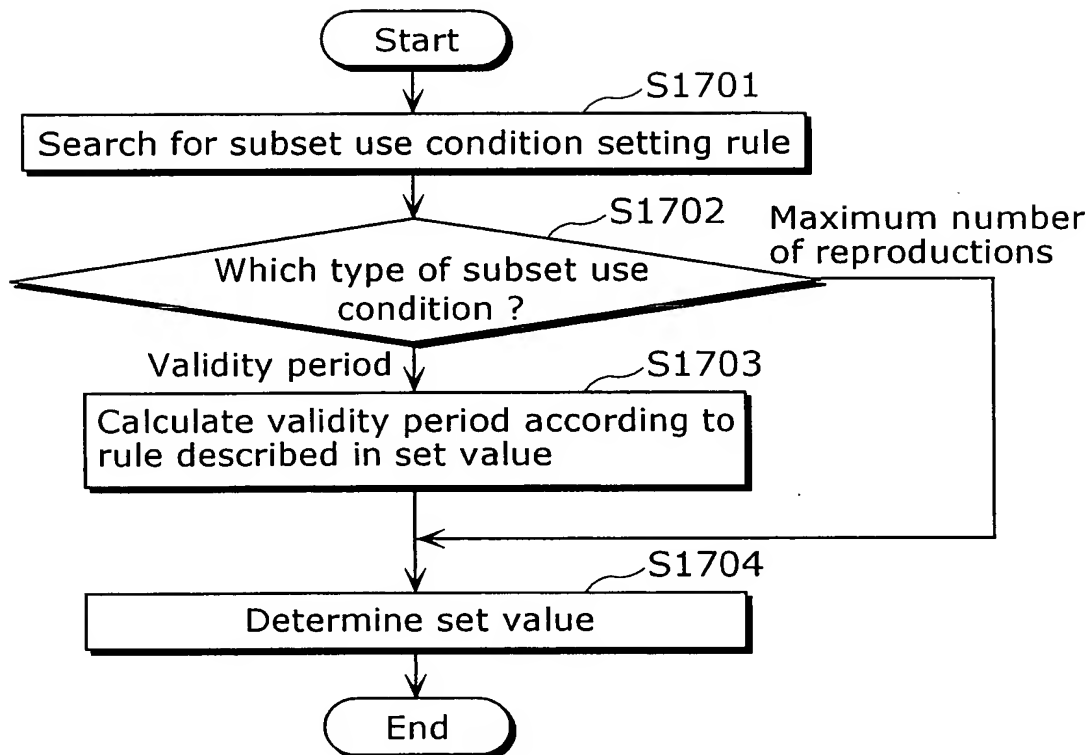 Start
S1701
Search for subset use condition setting rule
S1702
Maximum number
of reproductions
Which type of subset use
condition ?
Validity period
S1703
Calculate validity period according to
rule described in set value
S1704
Determine set value
End